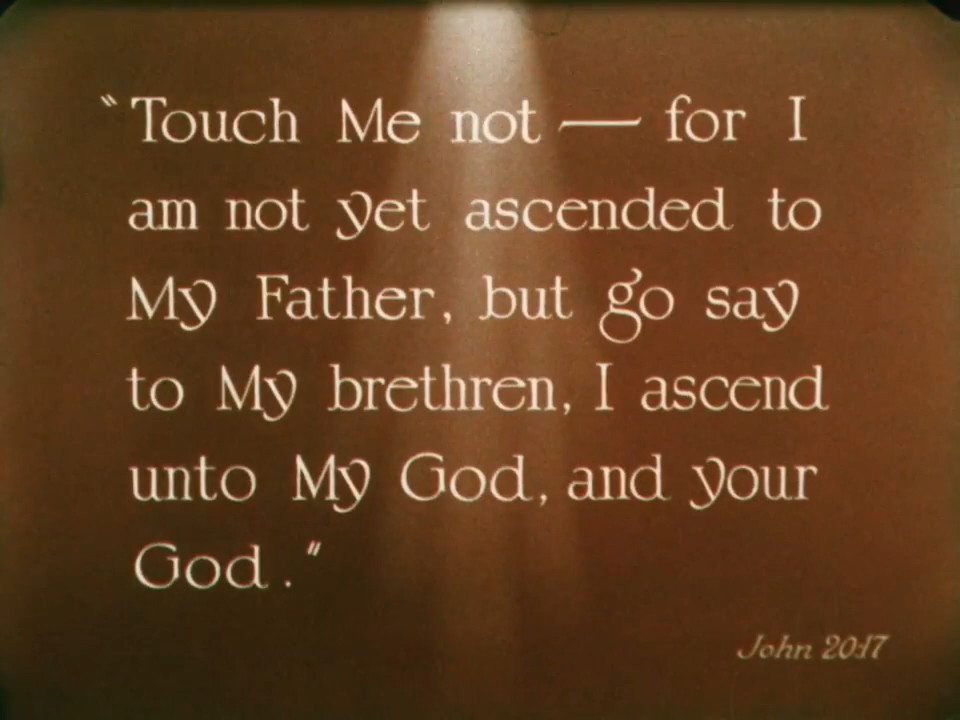 "Touch Me not — for I
am not yet ascended to
My Father, but go say
to My brethren, I ascend
unto My God, and your
God."
John 20:17